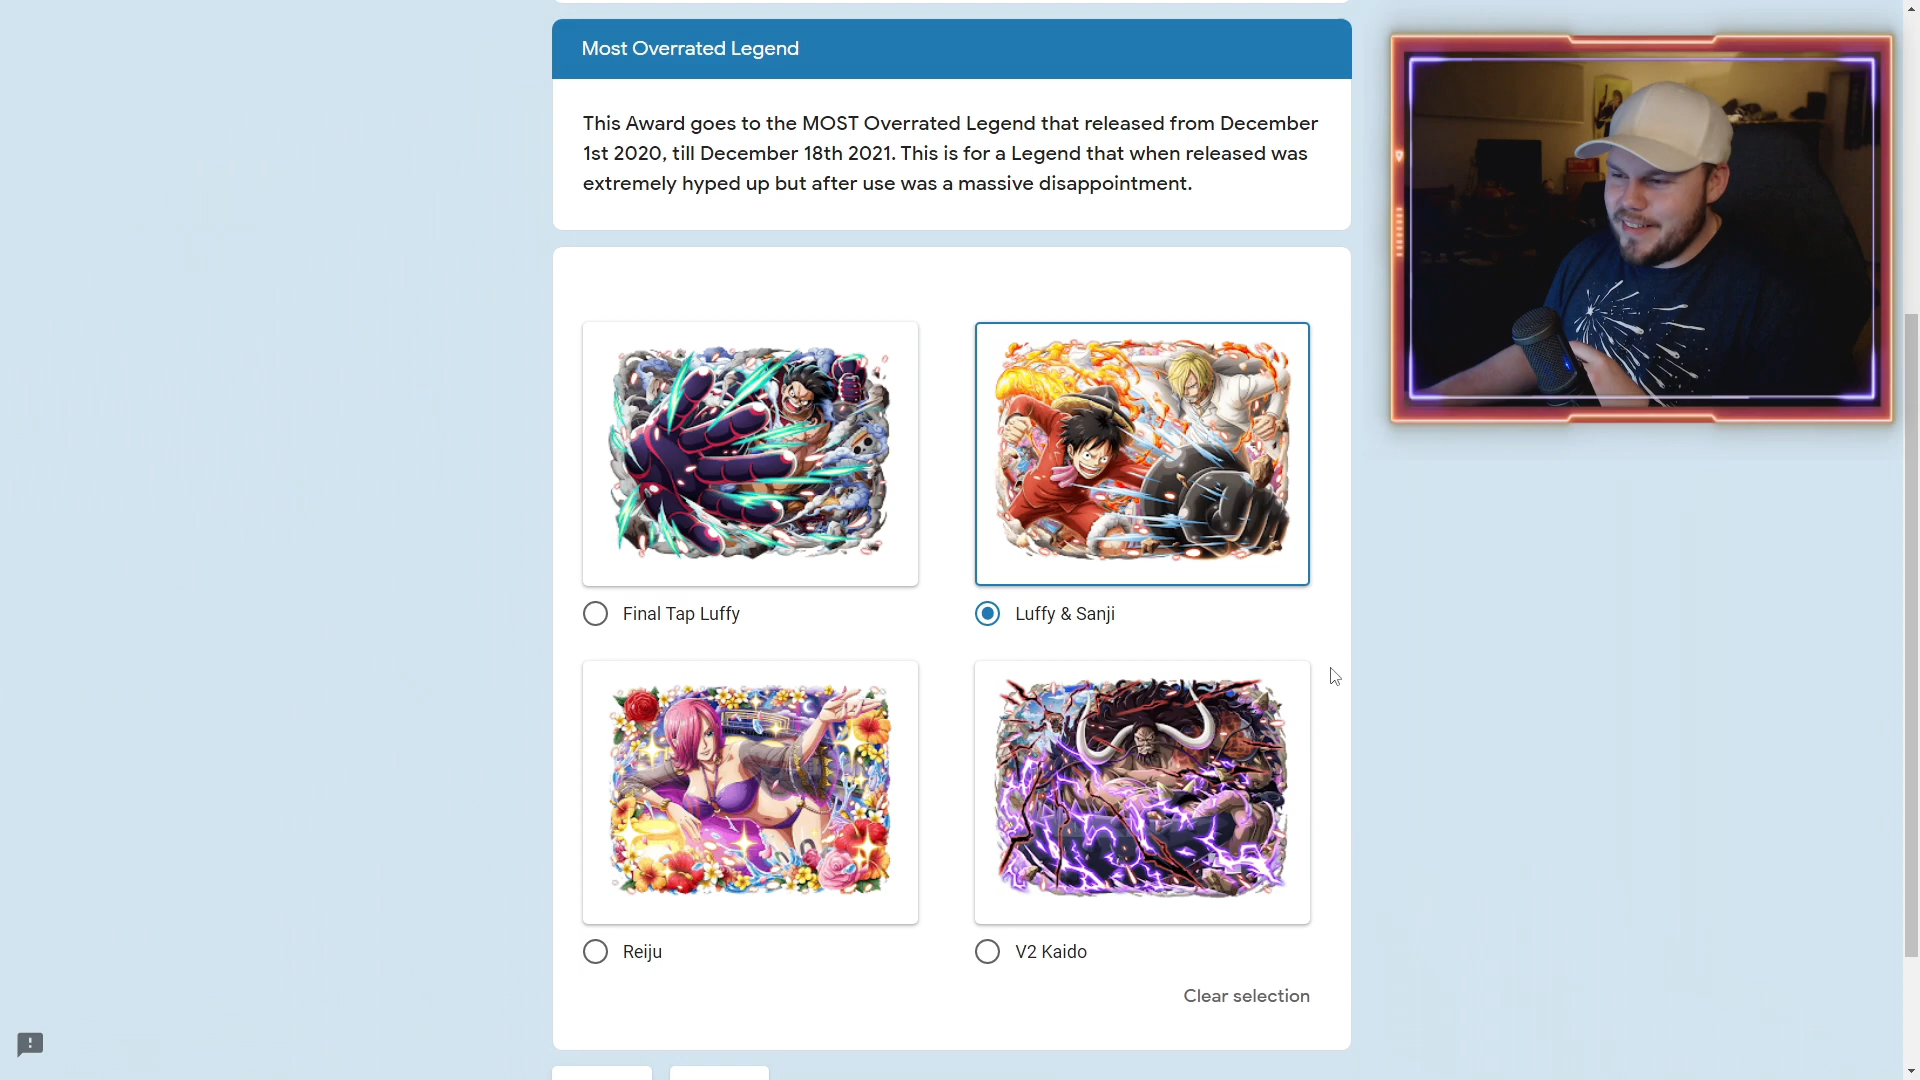 Most Overrated Legend
This Award goes to the MOST Overrated Legend that released from December
1st 2020, till December 18th 2021. This is for a Legend that when released was
extremely hyped up but after use was a massive disappointment.
Final Tap Luffy
Luffy & Sanji
Reiju
V2 Kaido
Clear selection